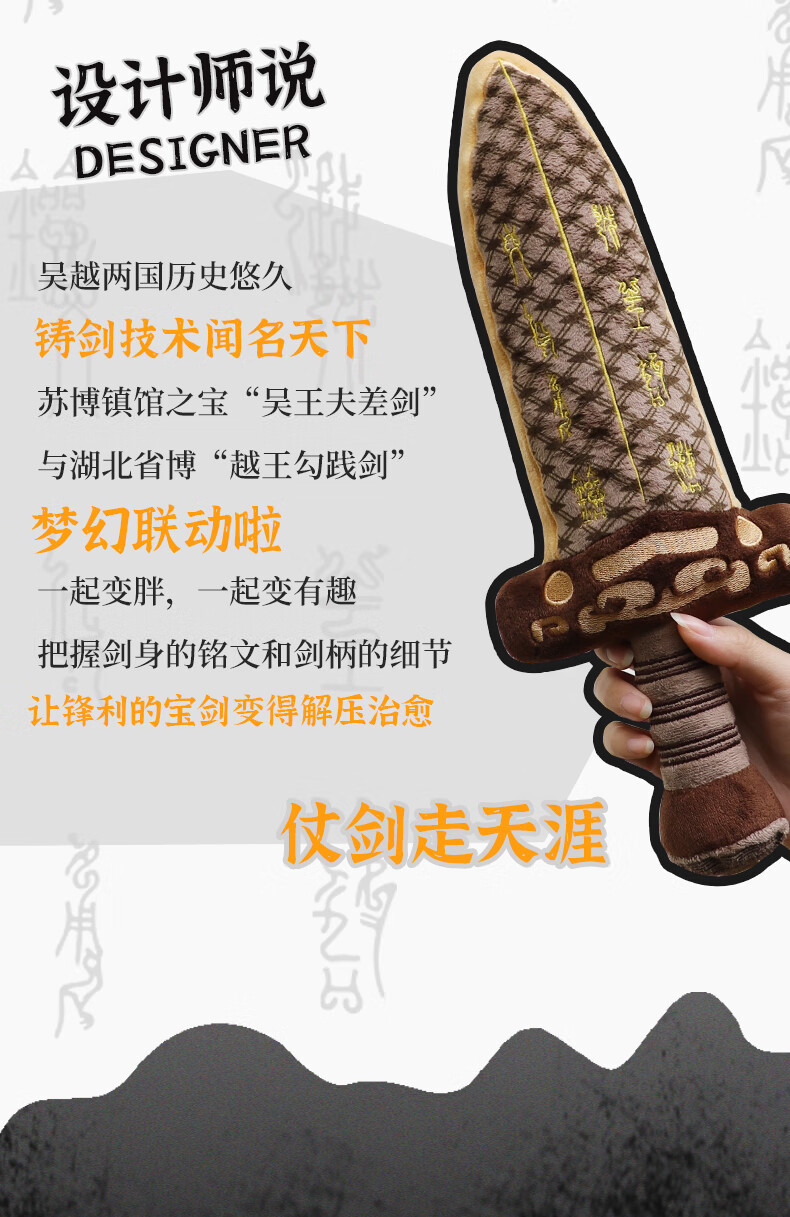 设计师说
DESIGNER
吴越两国历史悠久
铸剑技术闻名天下
苏博镇馆之宝“吴王夫差剑”
与湖北省博“越王勾践剑”
梦幻联动啦
一起变胖，一起变有趣
把握剑身的铭文和剑柄的细节
让锋利的宝剑变得解压治愈
仗剑走天涯